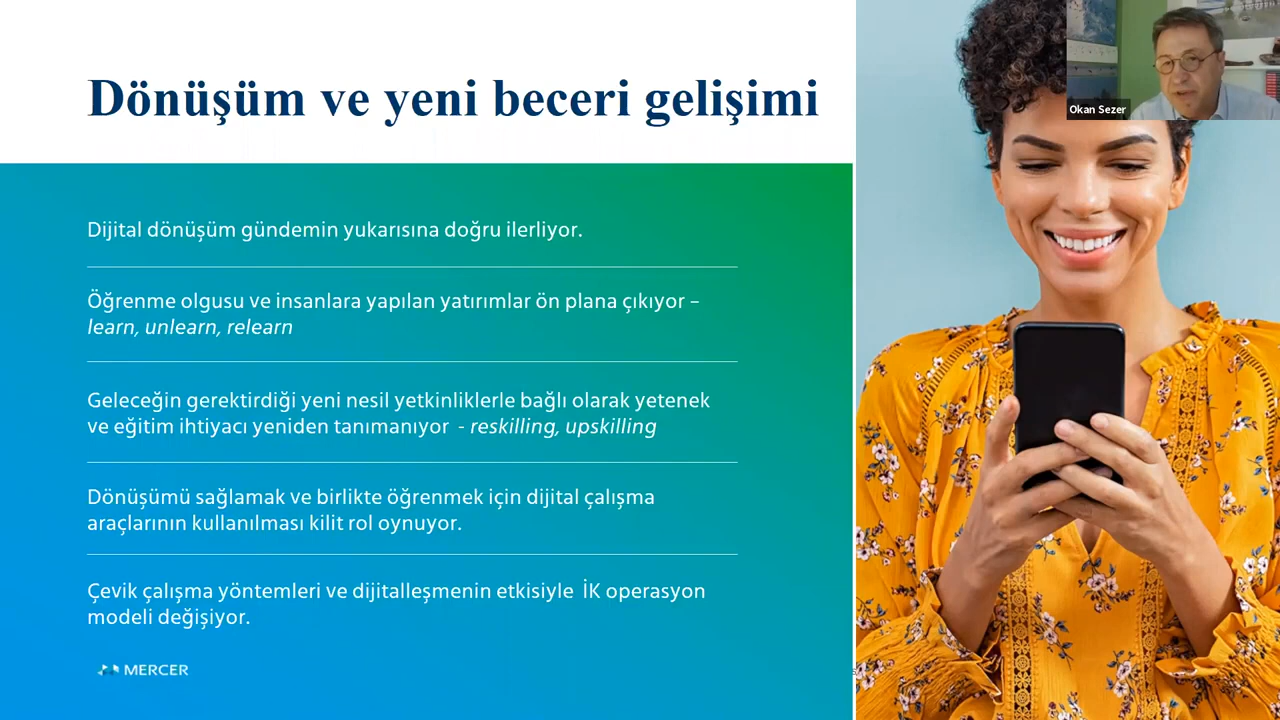 Dönüşüm ve yeni beceri gelişimi
Okan Sezer
Dijital dönüşüm gündemin yukarısına doğru ilerliyor.
Öğrenme olgusu ve insanlara yapılan yatırımlar ön plana çıkıyor –
learn, unlearn, relearn
Geleceğin gerektirdiği yeni nesil yetkinliklerle bağlı olarak yetenek
ve eğitim ihtiyacı yeniden tanımanıyor - reskilling, upskilling
Dönüşümü sağlamak ve birlikte öğrenmek için dijital çalışma
araçlarının kullanılması kilit rol oynuyor.
Çevik çalışma yöntemleri ve dijitalleşmenin etkisiyle İK operasyon
modeli değişiyor.
MERCER